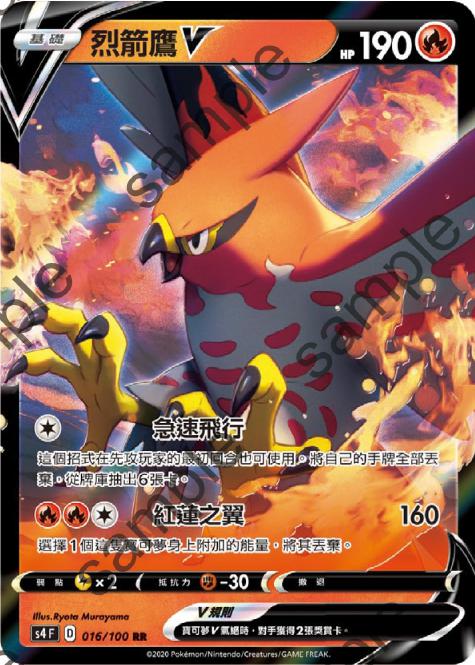 基礎 烈箭鷹V HP 190
急速飛行
這個招式在先攻玩家的最初回合也可使用。將自己的手牌全部丟
棄，從牌庫抽出6張卡。
紅蓮之翼 160
選擇1個這隻寶可夢身上附加的能量，將其丟棄。
弱點 ×2 抵抗力 -30 撤退
Illus.Ryota Murayama
V規則
s4F D 016/100 RR
寶可夢V氣絕時，對手獲得2張獎賞卡。
©2020 Pokémon/Nintendo/Creatures/GAME FREAK.
sample
sample
sample
sample
sample